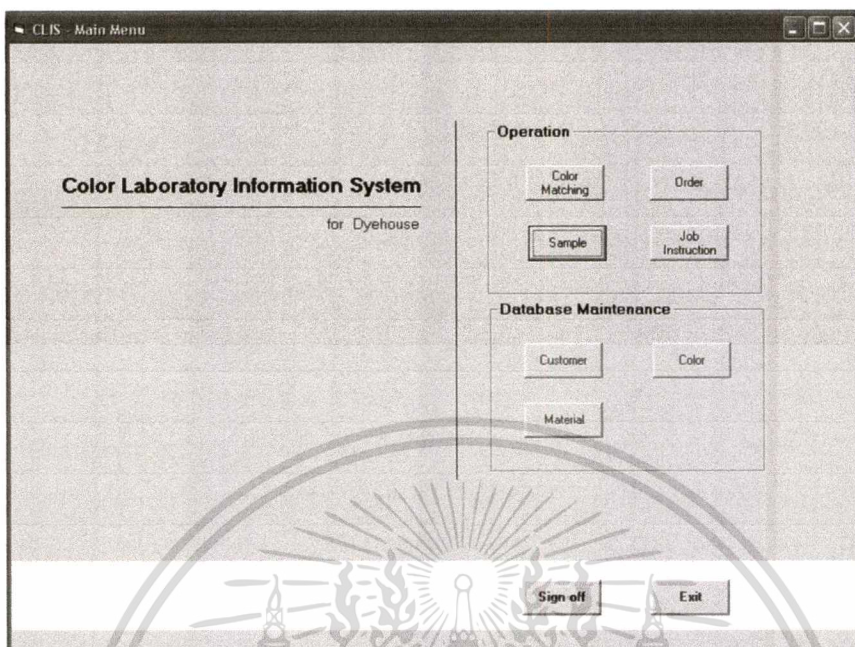 CLIS - Main Menu
Color Laboratory Information System
for Dyehouse
Operation
Color
Matching
Order
Sample
Job
Instruction
Database Maintenance
Customer
Color
Material
Sign off
Exit